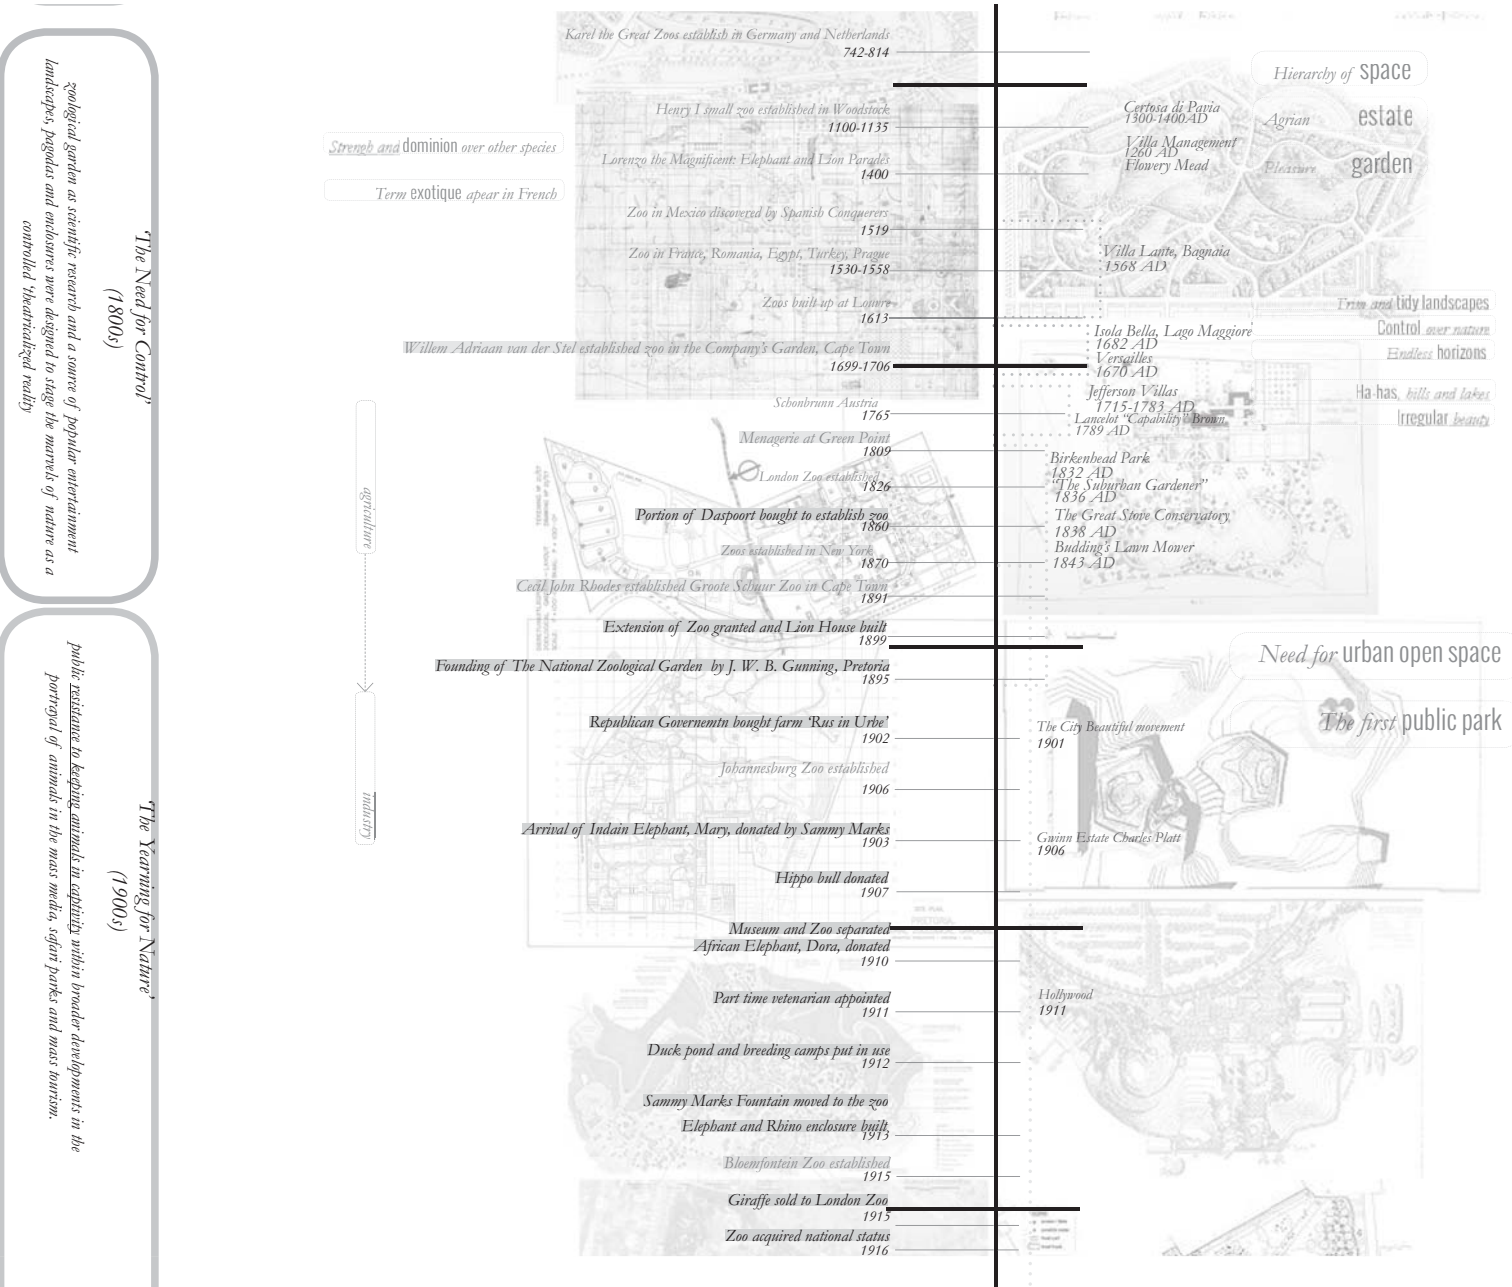 'The Need for Control'
(1800s)
zoological garden as scientific research and a source of popular entertainment
landscapes, pagodas and enclosures were designed to stage the marvels of nature as a
controlled 'theatricalized reality
'The Yearning for Nature'
(1900s)
public resistance to keeping animals in captivity within broader developments in the
portrayal of animals in the mass media, safari parks and mass tourism.
Strengh and dominion over other species
Term exotique apear in French
agriculture
industry
Karel the Great Zoos establish in Germany and Netherlands
742-814
Henry I small zoo established in Woodstock
1100-1135
Lorenzo the Magnificent: Elephant and Lion Parades
1400
Zoo in Mexico discovered by Spanish Conquerers
1519
Zoo in France, Romania, Egypt, Turkey, Prague
1530-1558
Zoos built up at Louvre
1613
Willem Adriaan van der Stel established zoo in the Company's Garden, Cape Town
1699-1706
Schonbrunn Austria
1765
Menagerie at Green Point
1809
London Zoo established
1826
Portion of Daspoort bought to establish zoo
1860
Zoos established in New York
1870
Cecil John Rhodes established Groote Schuur Zoo in Cape Town
1891
Extension of Zoo granted and Lion House built
1899
Founding of The National Zoological Garden by J. W. B. Gunning, Pretoria
1895
Republican Governemtn bought farm 'Rus in Urbe'
1902
Johannesburg Zoo established
1906
Arrival of Indain Elephant, Mary, donated by Sammy Marks
1903
Hippo bull donated
1907
Museum and Zoo separated
African Elephant, Dora, donated
1910
Part time vetenarian appointed
1911
Duck pond and breeding camps put in use
1912
Sammy Marks Fountain moved to the zoo
Elephant and Rhino enclosure built
1913
Bloemfontein Zoo established
1915
Giraffe sold to London Zoo
1915
Zoo acquired national status
1916
Certosa di Pavia
1300-1400AD
Villa Management
1260 AD
Flowery Mead
Villa Lante, Bagnaia
1568 AD
Isola Bella, Lago Maggiore
1682 AD
Versailles
1670 AD
Jefferson Villas
1715-1783 AD
Lancelot "Capability" Brown
1789 AD
Birkenhead Park
1832 AD
"The Suburban Gardener"
1836 AD
The Great Stove Conservatory
1838 AD
Budding's Lawn Mower
1843 AD
The City Beautiful movement
1901
Gwinn Estate Charles Platt
1906
Hollywood
1911
Hierarchy of space
Agrian estate
Pleasure garden
Trim and tidy landscapes
Control over nature
Endless horizons
Ha-has, hills and lakes
Irregular beauty
Need for urban open space
The first public park
SITE PLAN
PRETORIA